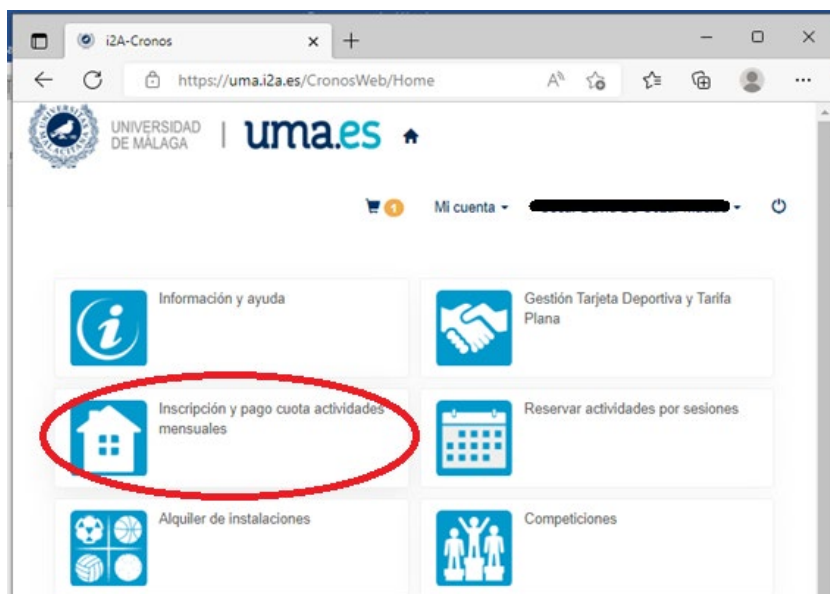 i2A-Cronos
https://uma.i2a.es/CronosWeb/Home
UNIVERSIDAD
DE MÁLAGA
uma.es
1
Mi cuenta
Información y ayuda
Gestión Tarjeta Deportiva y Tarifa
Plana
Inscripción y pago cuota actividades
mensuales
Reservar actividades por sesiones
Alquiler de instalaciones
Competiciones